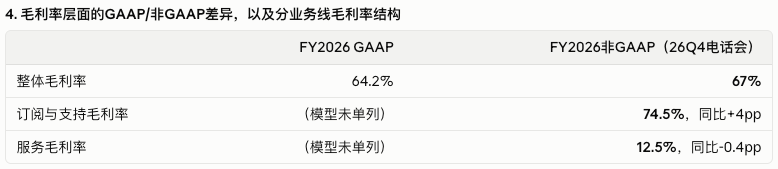 4. 毛利率层面的GAAP/非GAAP差异，以及分业务线毛利率结构
FY2026 GAAP FY2026非GAAP（26Q4电话会）
整体毛利率 64.2% 67%
订阅与支持毛利率 （模型未单列） 74.5%，同比+4pp
服务毛利率 （模型未单列） 12.5%，同比-0.4pp